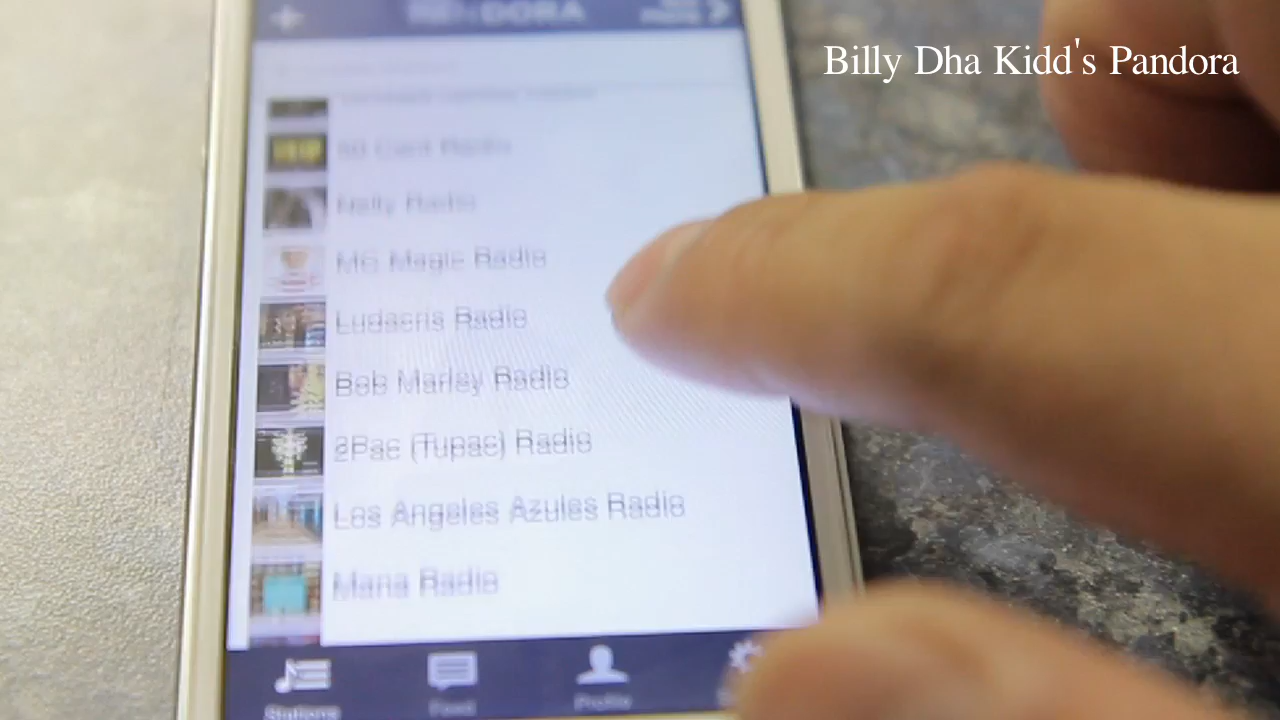 Billy Dha Kidd's Pandora
PANDORA
50 Cent Radio
Nelly Radio
MC Magic Radio
Ludacris Radio
Bob Marley Radio
2Pac (Tupac) Radio
Los Angeles Azules Radio
Mana Radio
Stations
Feed
Profile